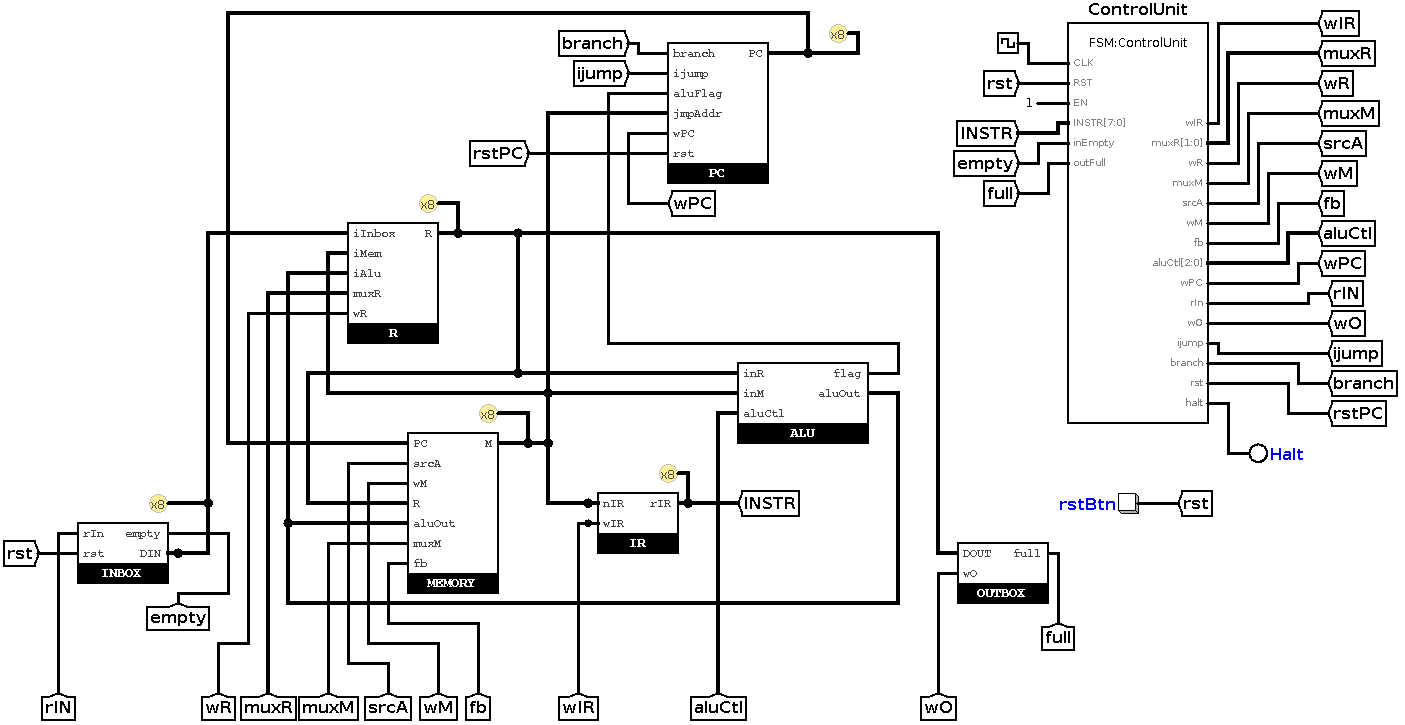 ControlUnit
FSM:ControlUnit
CLK
RST
EN
INSTR[7:0]
inEmpty
outFull
wIR
muxR[1:0]
wR
muxM
srcA
wM
fb
aluCtl[2:0]
wPC
rIn
wO
ijump
branch
rst
halt
rst
1
INSTR
empty
full
wIR
muxR
wR
muxM
srcA
wM
fb
aluCtl
wPC
rIN
wO
ijump
branch
rstPC
Halt
rstBtn
rst
branch
ijump
rstPC
wPC
x8
branch PC
ijump
aluFlag
jmpAddr
wPC
rst
PC
x8
iInbox R
iMem
iAlu
muxR
wR
R
inR flag
inM aluOut
aluCtl
ALU
x8
PC M
srcA
wM
R
aluOut
muxM
fb
MEMORY
x8
nIR rIR
wIR
IR
INSTR
x8
rIn empty
rst DIN
INBOX
rst
empty
DOUT full
wO
OUTBOX
full
rIN
wR
muxR
muxM
srcA
wM
fb
wIR
aluCtl
wO